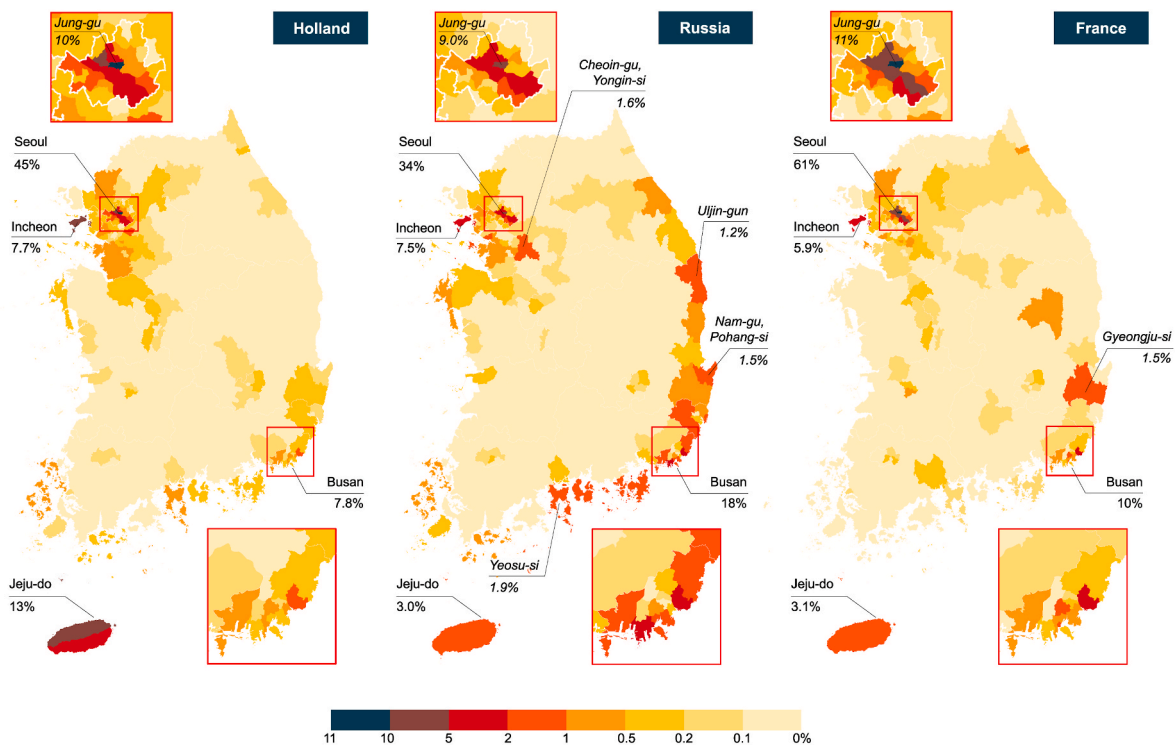 Holland
Jung-gu
10%
Seoul
45%
Incheon
7.7%
Busan
7.8%
Jeju-do
13%
Russia
Jung-gu
9.0%
Cheoin-gu,
Yongin-si
1.6%
Seoul
34%
Incheon
7.5%
Uljin-gun
1.2%
Nam-gu,
Pohang-si
1.5%
Busan
18%
Yeosu-si
1.9%
Jeju-do
3.0%
France
Jung-gu
11%
Seoul
61%
Incheon
5.9%
Gyeongju-si
1.5%
Busan
10%
Jeju-do
3.1%
11 10 5 2 1 0.5 0.2 0.1 0%